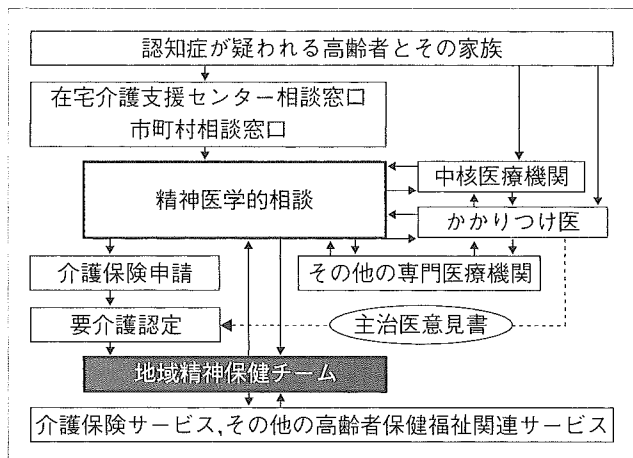 認知症が疑われる高齢者とその家族
在宅介護支援センター相談窓口
市町村相談窓口
精神医学的相談
中核医療機関
かかりつけ医
介護保険申請
その他の専門医療機関
要介護認定
主治医意見書
地域精神保健チーム
介護保険サービス,その他の高齢者保健福祉関連サービス